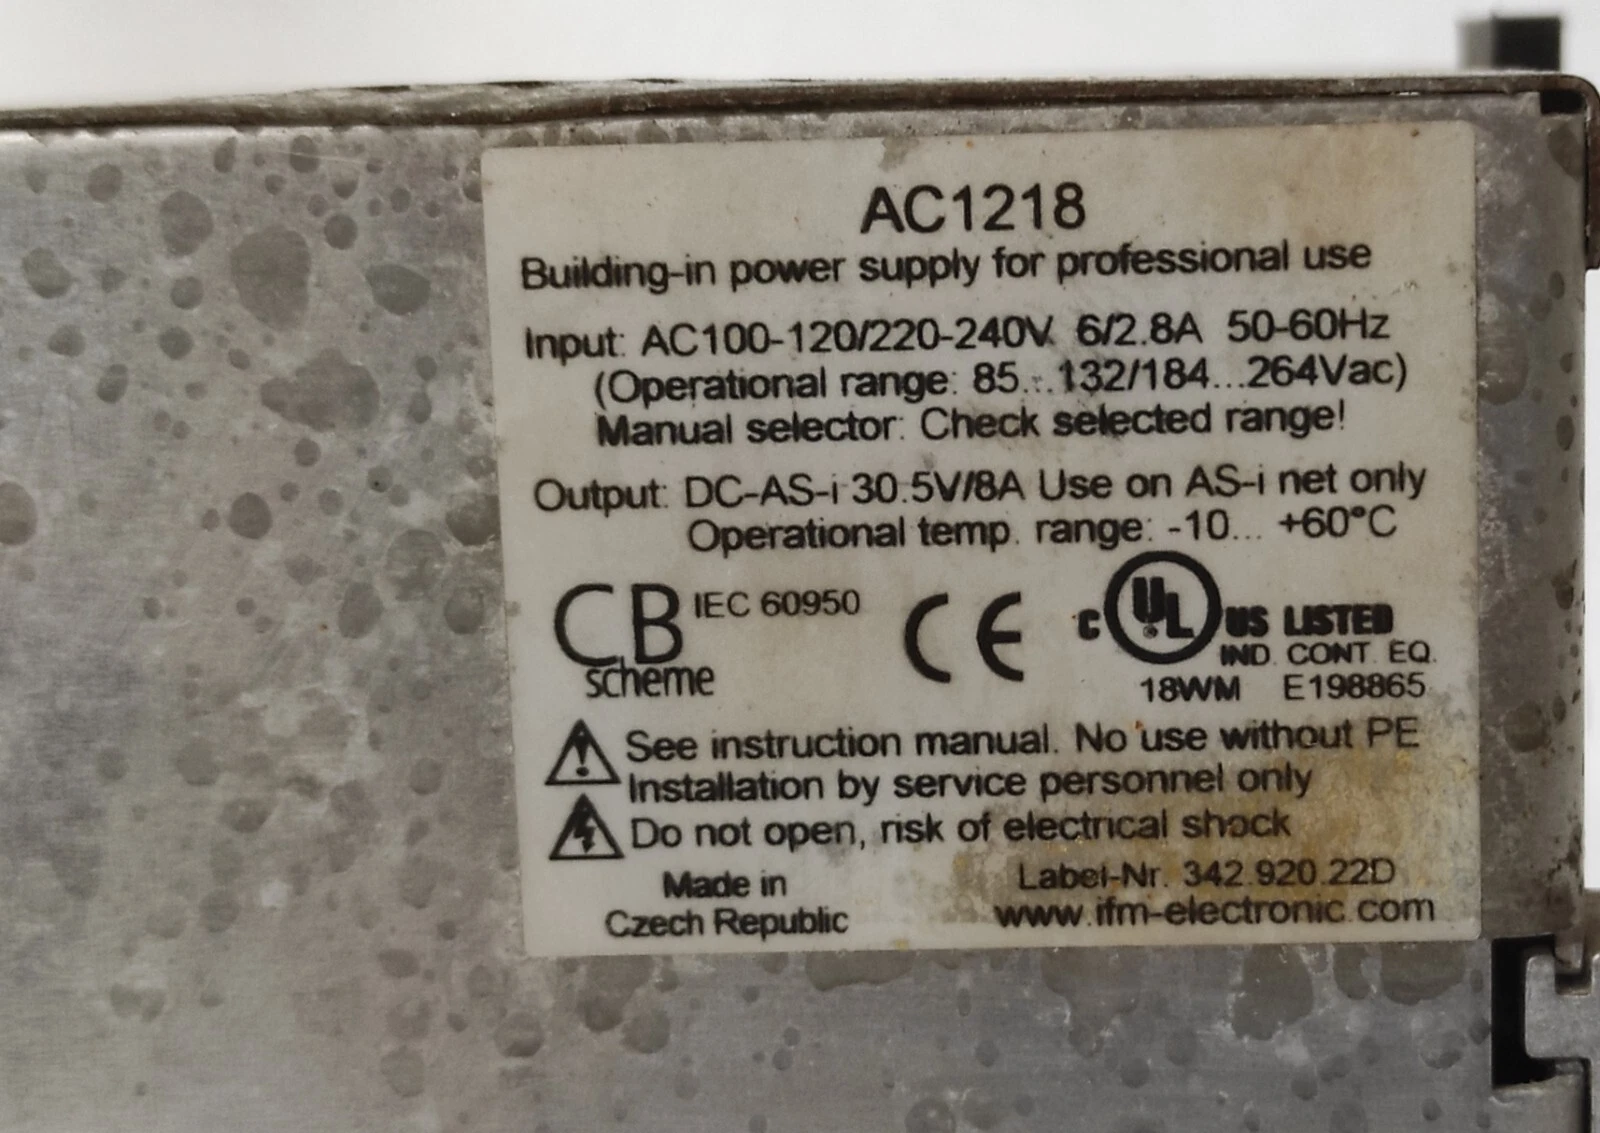 AC1218
Building-in power supply for professional use
Input: AC100-120/220-240V 6/2.8A 50-60Hz
(Operational range: 85...132/184...264Vac)
Manual selector: Check selected range!
Output: DC-AS-i 30.5V/8A Use on AS-i net only
Operational temp. range: -10... +60°C
CB IEC 60950
scheme
CE
c UL US LISTED
IND. CONT. EQ.
18WM E198865
See instruction manual. No use without PE
Installation by service personnel only
Do not open, risk of electrical shock
Made in
Czech Republic
Label-Nr. 342.920.22D
www.ifm-electronic.com